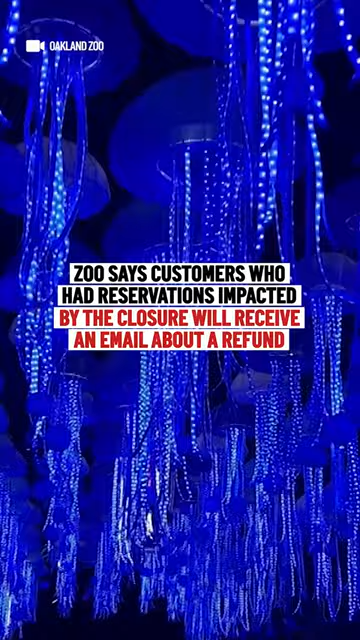 OAKLAND ZOO
ZOO SAYS CUSTOMERS WHO
HAD RESERVATIONS IMPACTED
BY THE CLOSURE WILL RECEIVE
AN EMAIL ABOUT A REFUND